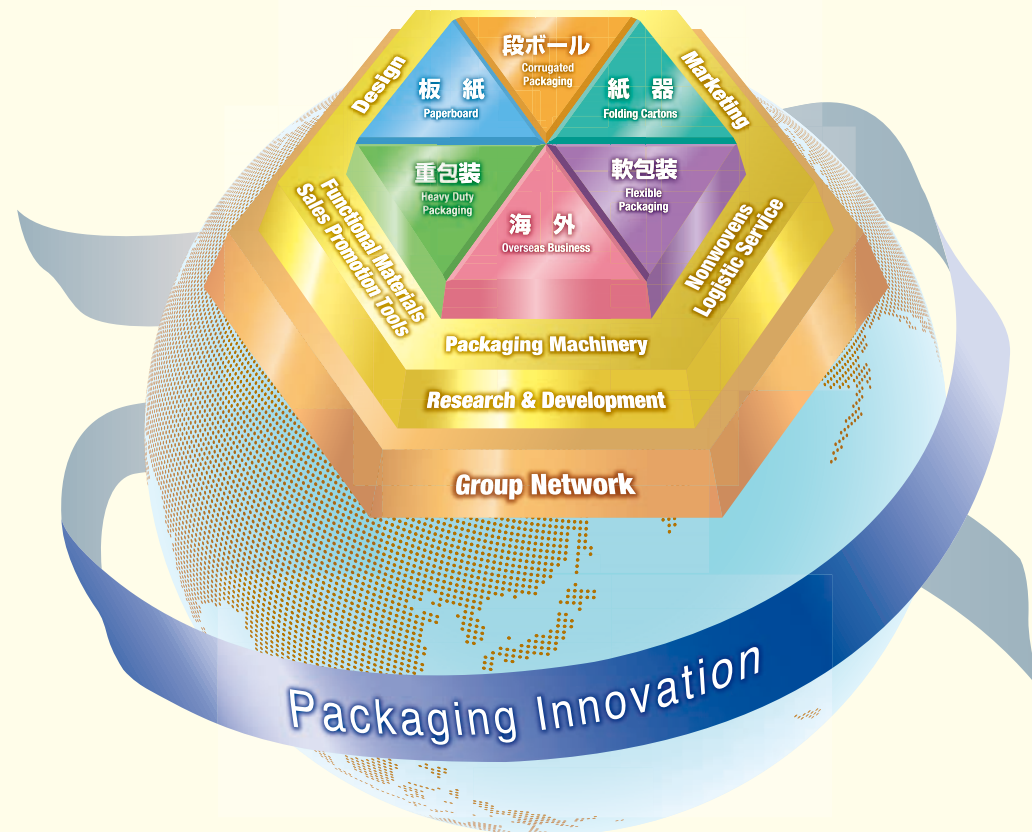 段ボール
Corrugated
Packaging
板 紙
Paperboard
紙 器
Folding Cartons
重包装
Heavy Duty
Packaging
海 外
Overseas Business
軟包装
Flexible
Packaging
Design
Marketing
Functional Materials
Sales Promotion Tools
Nonwovens
Logistic Service
Packaging Machinery
Research & Development
Group Network
Packaging Innovation